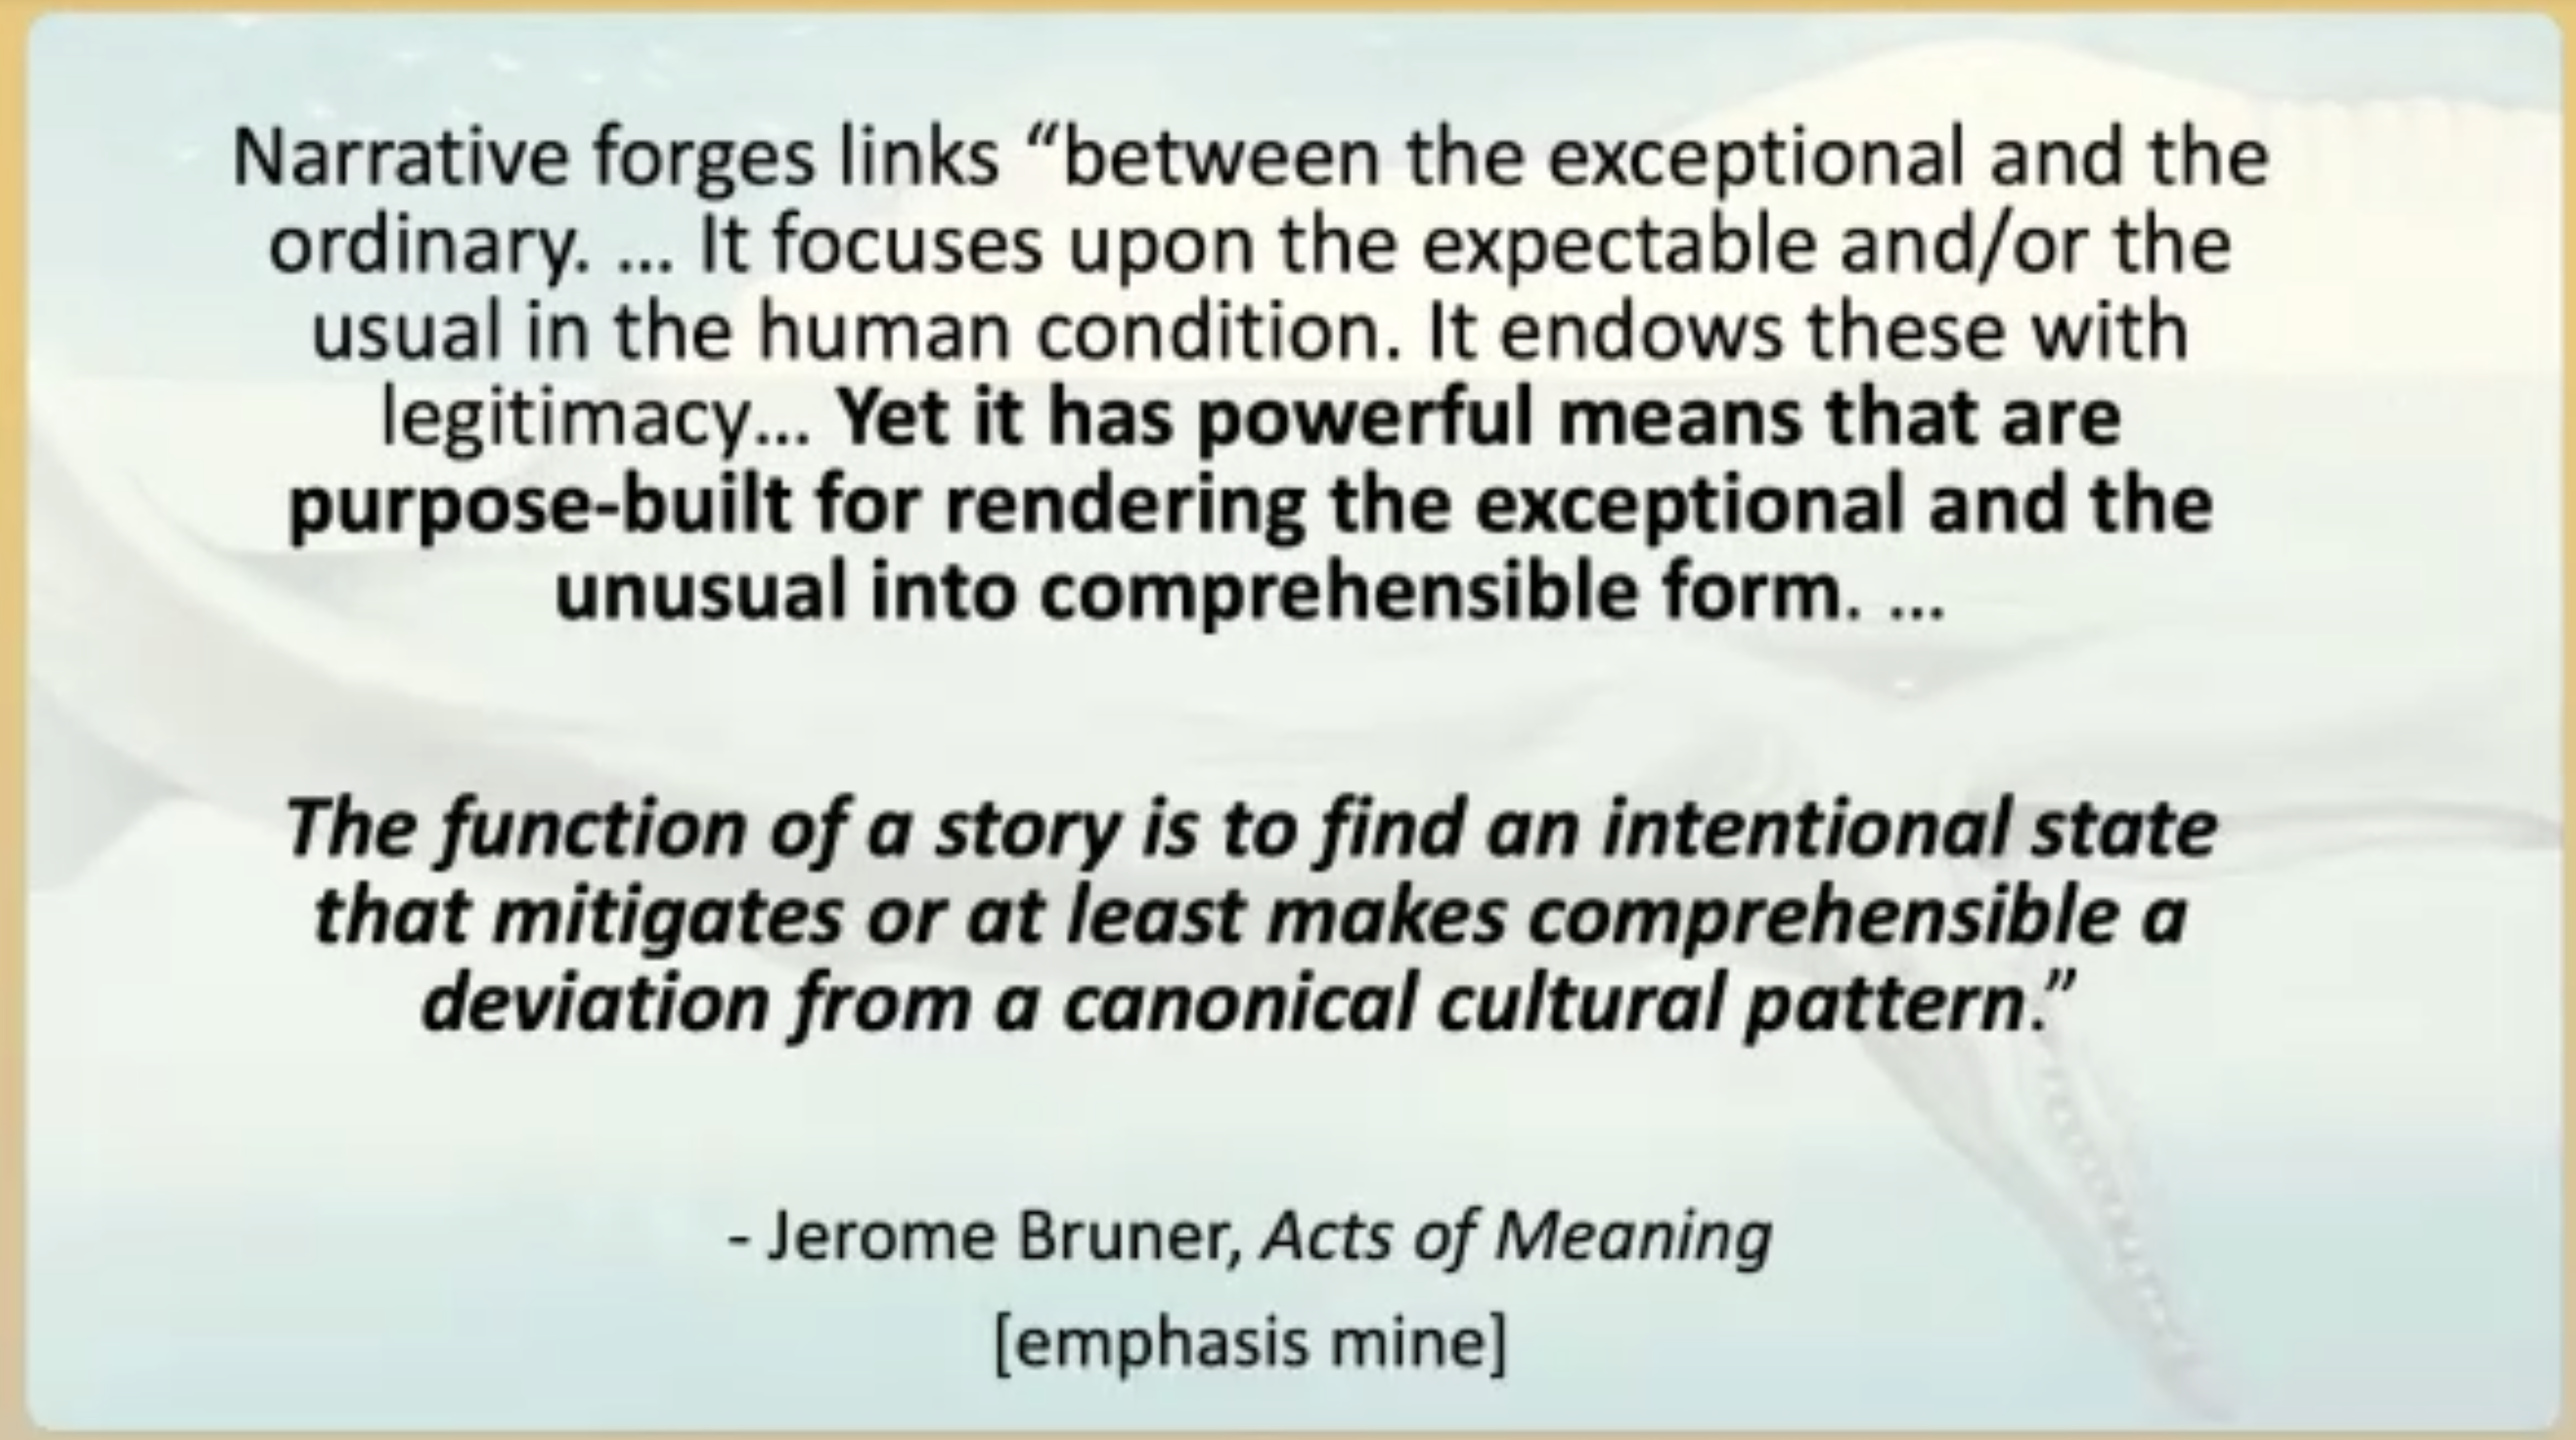 Narrative forges links “between the exceptional and the
ordinary. ... It focuses upon the expectable and/or the
usual in the human condition. It endows these with
legitimacy... Yet it has powerful means that are
purpose-built for rendering the exceptional and the
unusual into comprehensible form. ...
The function of a story is to find an intentional state
that mitigates or at least makes comprehensible a
deviation from a canonical cultural pattern.”
- Jerome Bruner, Acts of Meaning
[emphasis mine]